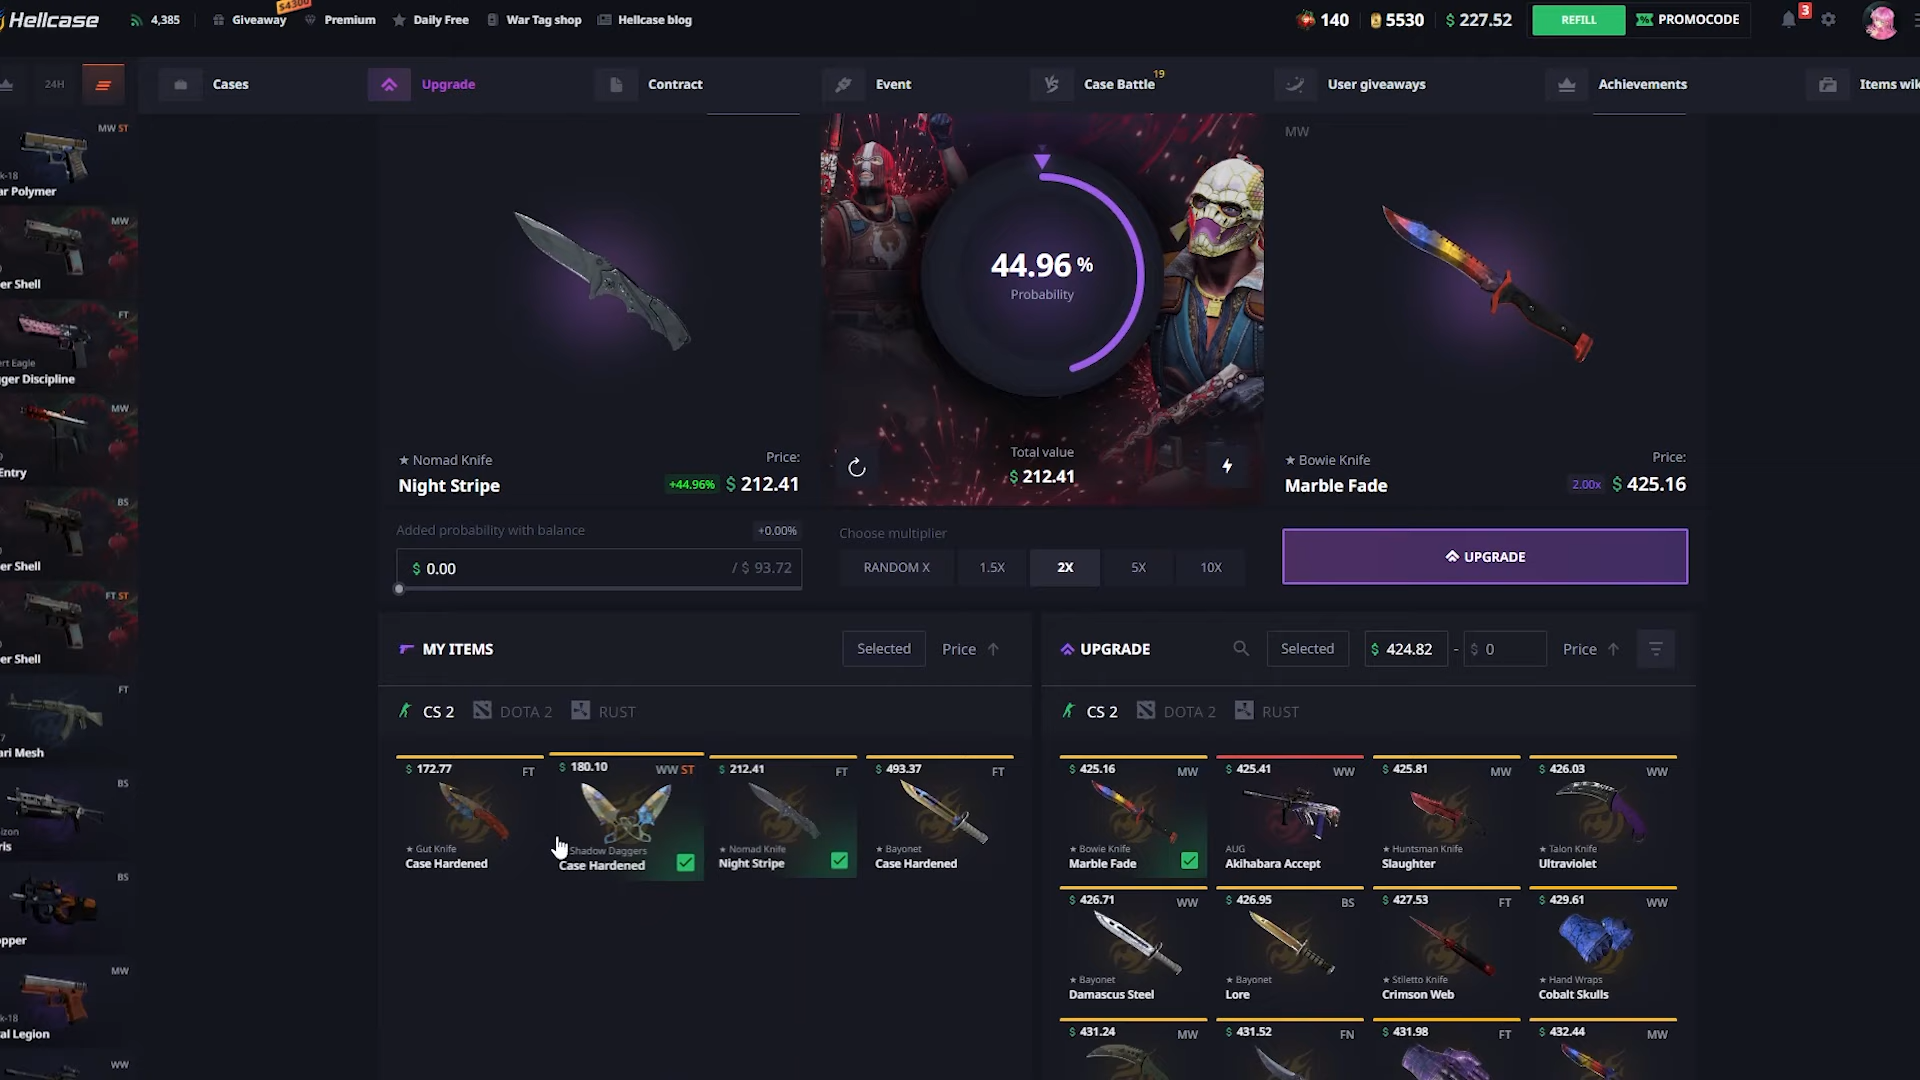 Hellcase
4,385
Giveaway
$4300
Premium
Daily Free
War Tag shop
Hellcase blog
140
5530
$ 227.52
REFILL
% PROMOCODE
3
24H
Cases
Upgrade
Contract
Event
Case Battle
19
User giveaways
Achievements
Items wik
MW ST
k-18
ar Polymer
MW
er Shell
FT
ert Eagle
ger Discipline
MW
Entry
BS
er Shell
FT ST
er Shell
FT
7
ari Mesh
BS
izon
ris
BS
opper
MW
k-18
al Legion
WW
★ Nomad Knife
Night Stripe
Price:
+44.96% $ 212.41
44.96 %
Probability
Total value
$ 212.41
MW
★ Bowie Knife
Marble Fade
Price:
2.00x $ 425.16
Added probability with balance
+0.00%
$ 0.00
/ $ 93.72
Choose multiplier
RANDOM X
1.5X
2X
5X
10X
UPGRADE
MY ITEMS
Selected
Price
CS 2
DOTA 2
RUST
$ 172.77
FT
★ Gut Knife
Case Hardened
$ 180.10
WW ST
Shadow Daggers
Case Hardened
$ 212.41
FT
★ Nomad Knife
Night Stripe
$ 493.37
FT
★ Bayonet
Case Hardened
UPGRADE
Selected
$ 424.82 - $ 0
Price
CS 2
DOTA 2
RUST
$ 425.16
MW
★ Bowie Knife
Marble Fade
$ 425.41
WW
AUG
Akihabara Accept
$ 425.81
MW
★ Huntsman Knife
Slaughter
$ 426.03
WW
★ Talon Knife
Ultraviolet
$ 426.71
WW
★ Bayonet
Damascus Steel
$ 426.95
BS
★ Bayonet
Lore
$ 427.53
FT
★ Stiletto Knife
Crimson Web
$ 429.61
WW
★ Hand Wraps
Cobalt Skulls
$ 431.24
MW
$ 431.52
FN
$ 431.98
FT
$ 432.44
MW